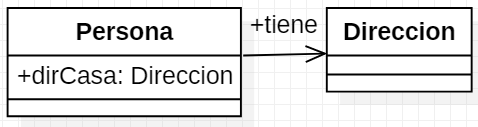 Persona
+tiene
Direccion
+dirCasa: Direccion